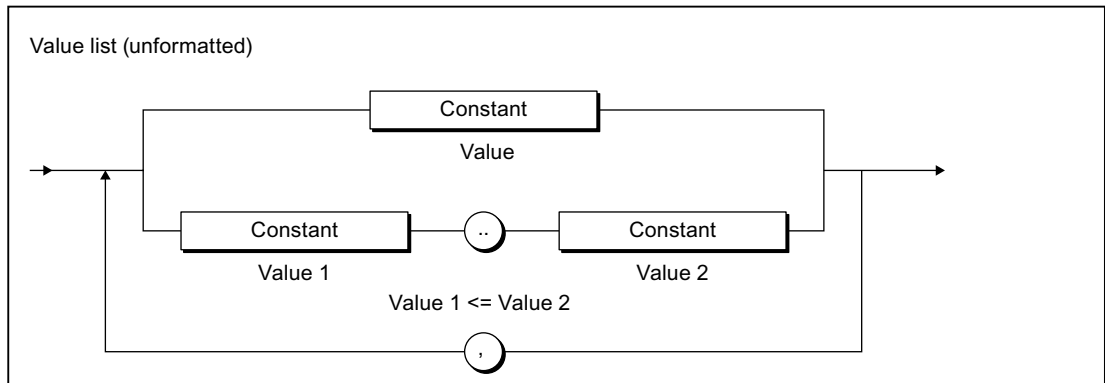 Value list (unformatted)
Constant
Value
Constant
..
Constant
Value 1
Value 2
Value 1 <= Value 2
,